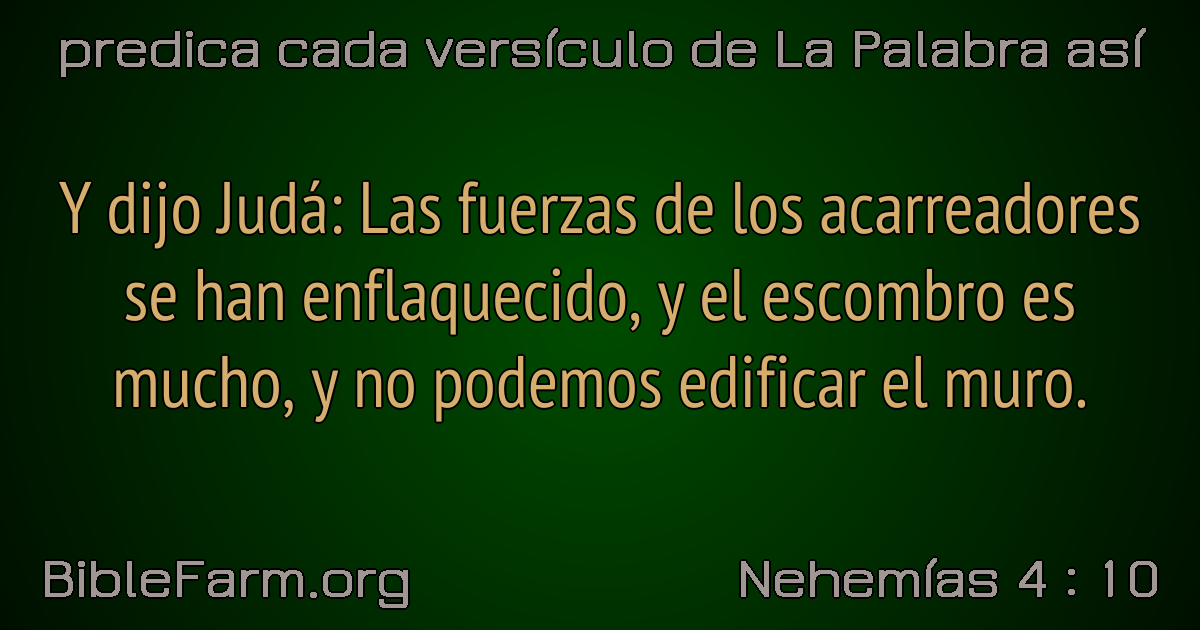 predica cada versículo de La Palabra así
Y dijo Judá: Las fuerzas de los acarreadores
se han enflaquecido, y el escombro es
mucho, y no podemos edificar el muro.
BibleFarm.org
Nehemías 4 : 10